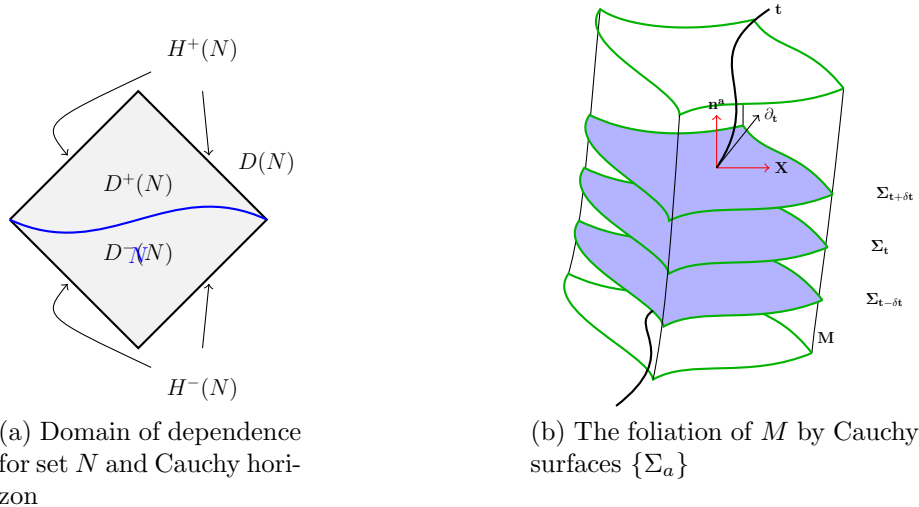 H⁺(N)
D(N)
D⁺(N)
D⁻(N)
N
H⁻(N)
(a) Domain of dependence
for set N and Cauchy hori-
zon
t
nᵃ
∂ₜ
X
Σₜ₊δₜ
Σₜ
Σₜ₋δₜ
M
(b) The foliation of M by Cauchy
surfaces {Σₐ}